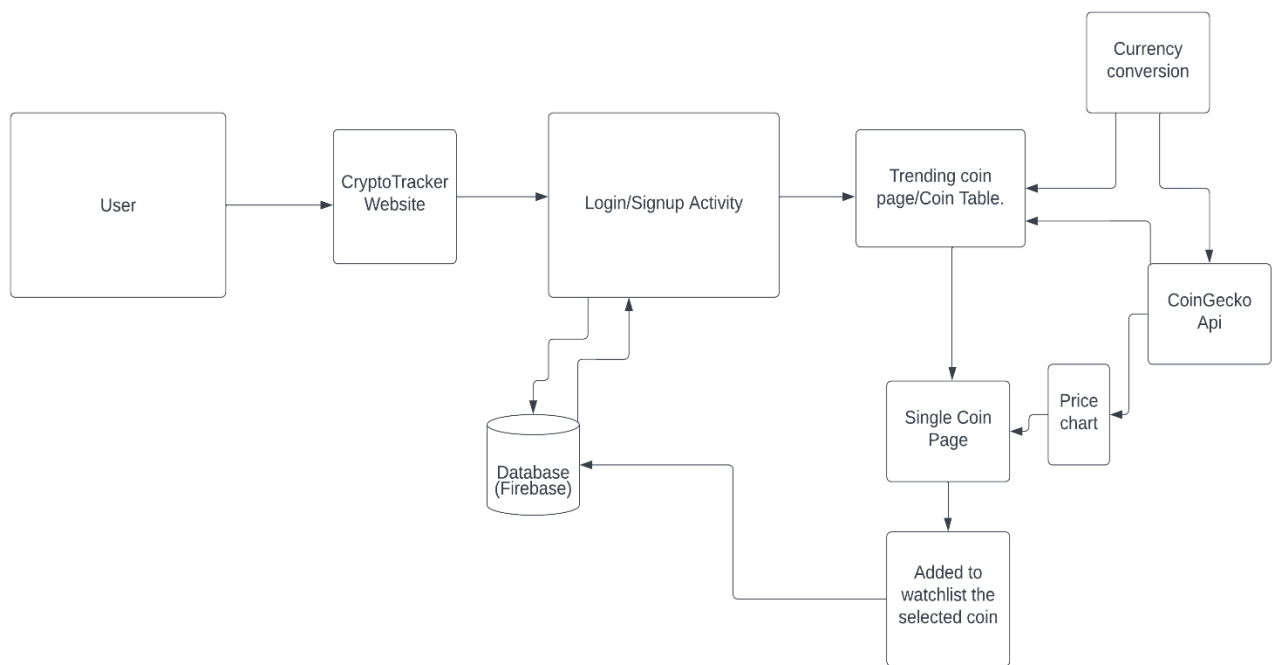 Currency
conversion
User
CryptoTracker
Website
Login/Signup Activity
Trending coin
page/Coin Table.
CoinGecko
Api
Price
chart
Single Coin
Page
Database
(Firebase)
Added to
watchlist the
selected coin